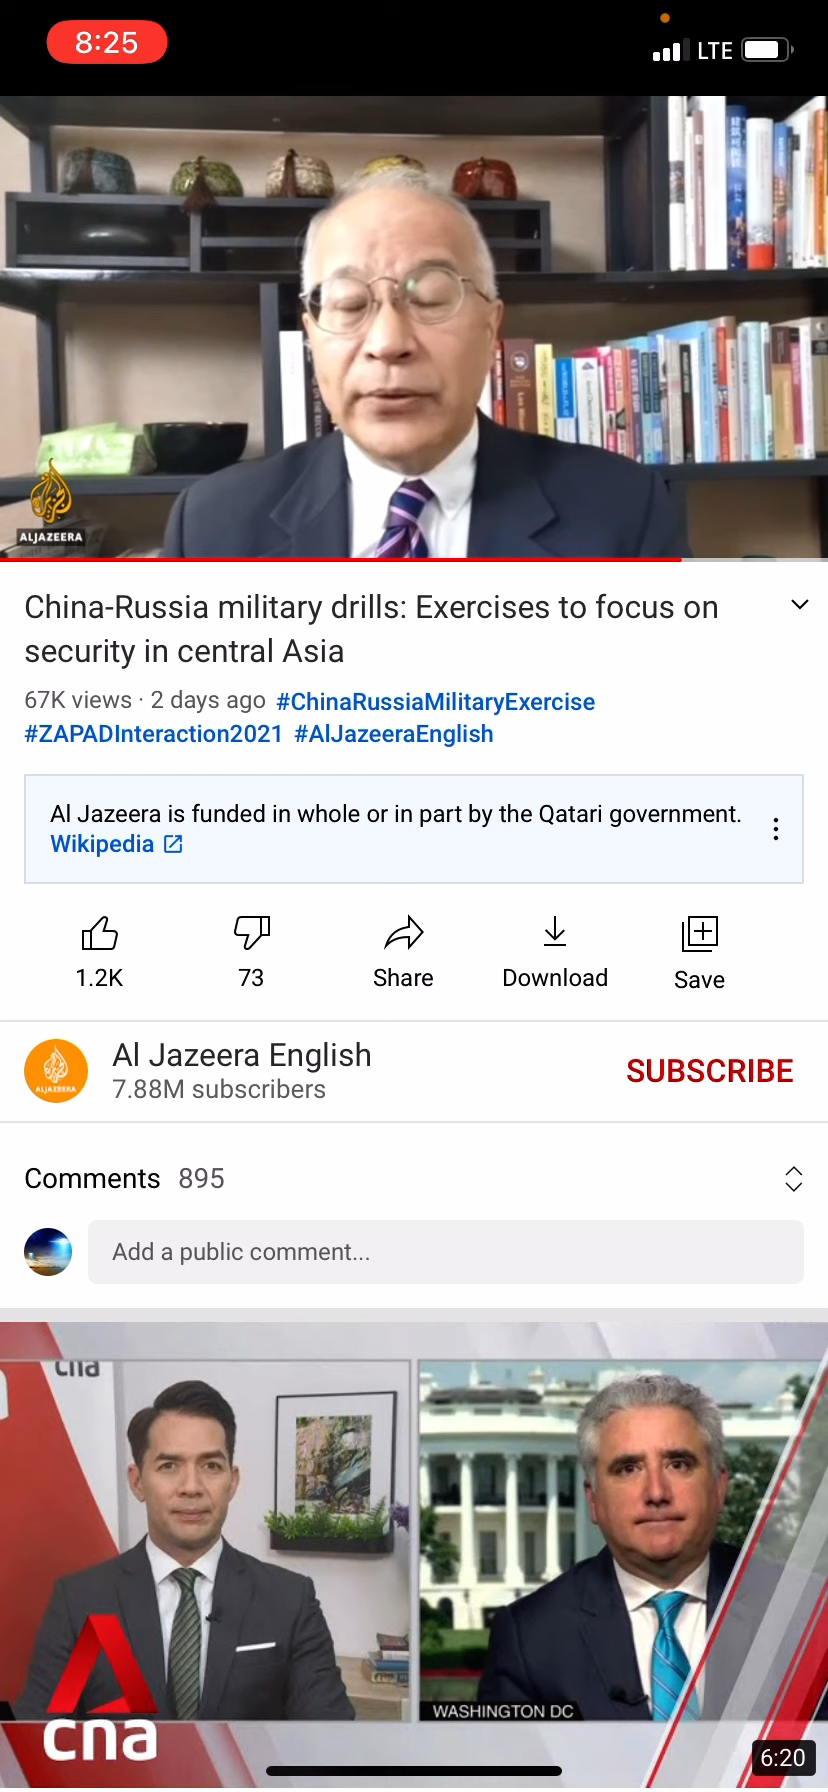 8:25
LTE
ALJAZEERA
China-Russia military drills: Exercises to focus on
security in central Asia
67K views · 2 days ago #ChinaRussiaMilitaryExercise
#ZAPADInteraction2021 #AlJazeeraEnglish
Al Jazeera is funded in whole or in part by the Qatari government.
Wikipedia
1.2K 73 Share Download Save
ALJAZEERA
Al Jazeera English
7.88M subscribers
SUBSCRIBE
Comments 895
Add a public comment...
cna
WASHINGTON DC
cna
6:20